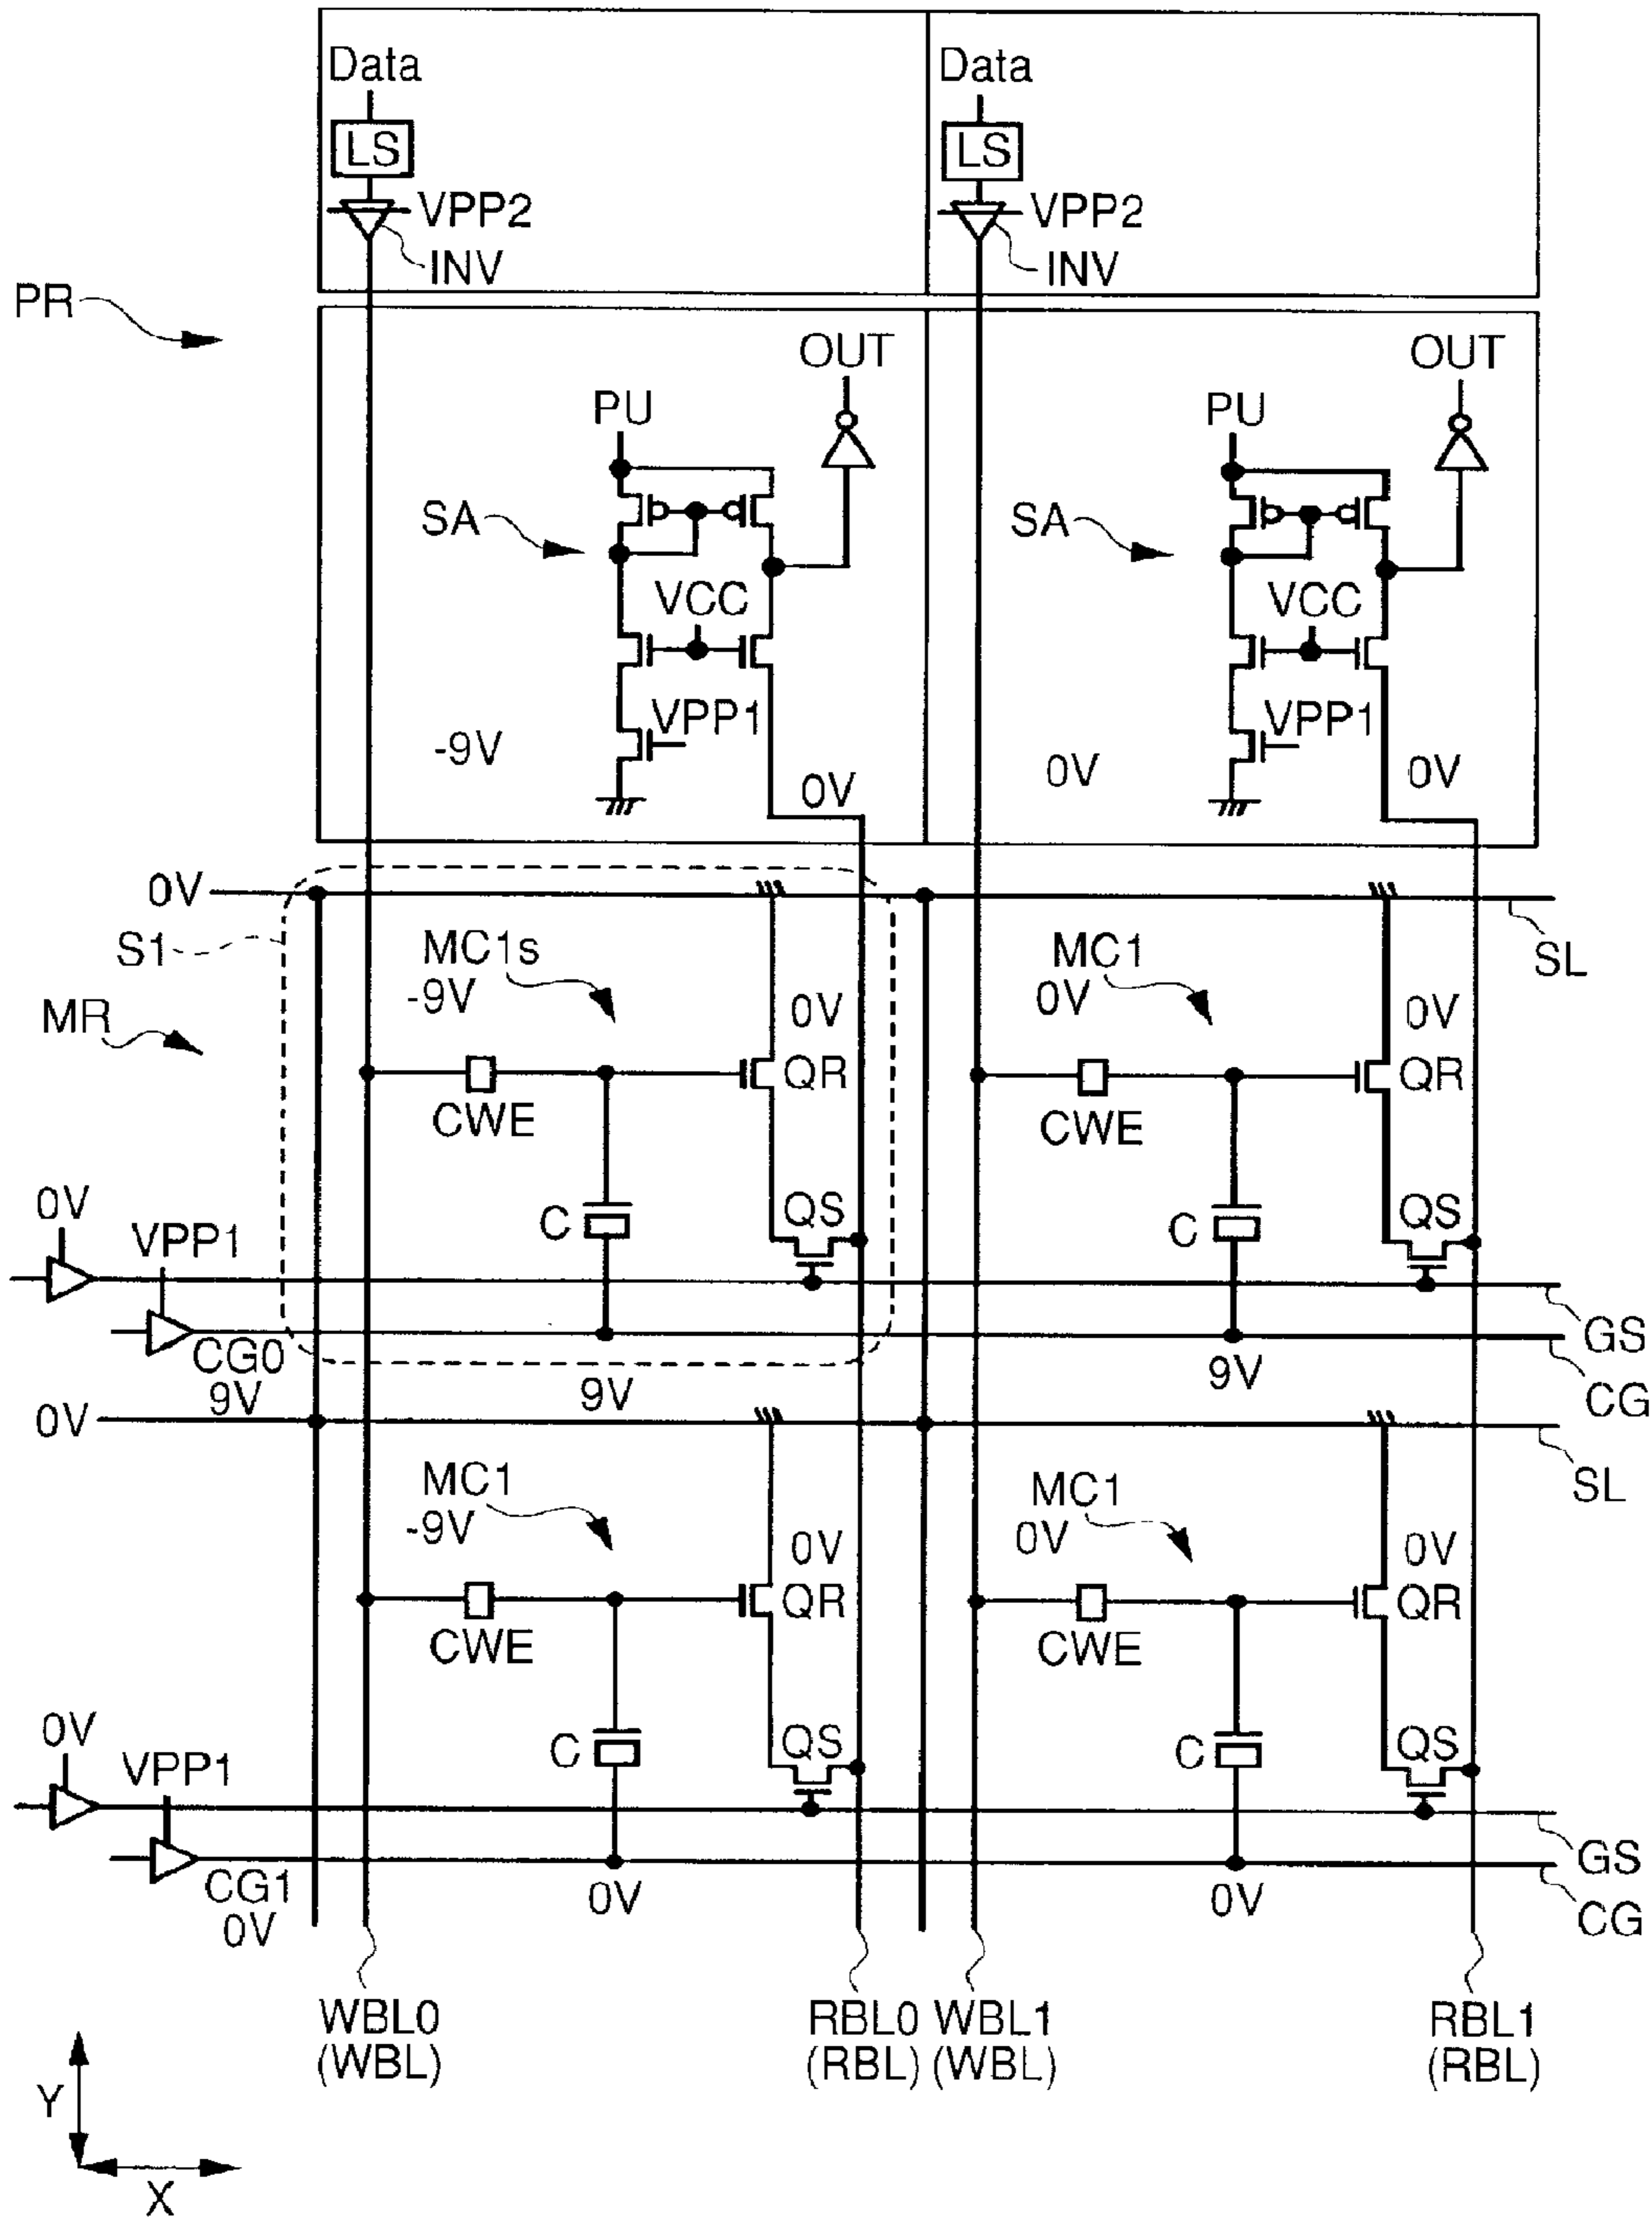 Data
Data
LS
LS
VPP2
VPP2
INV
INV
PR
OUT
OUT
PU
PU
SA
SA
VCC
VCC
VPP1
VPP1
-9V
0V
0V
0V
0V
S1
MC1s
-9V
MC1
0V
SL
MR
0V
0V
QR
QR
CWE
CWE
0V
VPP1
C
QS
C
QS
GS
CG0
9V
9V
9V
CG
0V
SL
MC1
-9V
MC1
0V
0V
0V
QR
QR
CWE
CWE
0V
VPP1
C
QS
C
QS
GS
CG1
0V
0V
0V
CG
WBL0
(WBL)
RBL0
(RBL)
WBL1
(WBL)
RBL1
(RBL)
Y
X